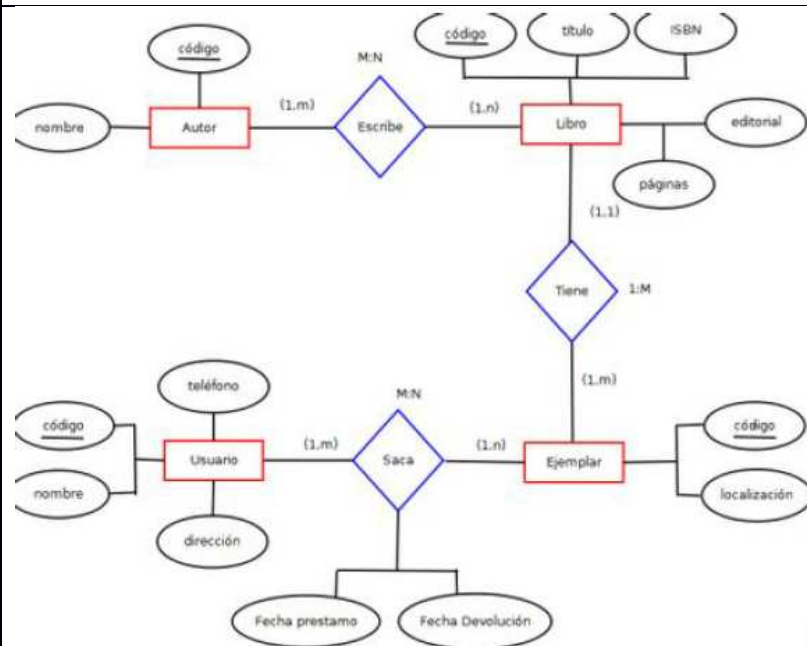 código
título
ISBN
código
M:N
nombre
Autor
(1,m)
Escribe
(1,n)
Libro
editorial
páginas
(1,1)
Tiene
1:M
(1,m)
teléfono
M:N
código
código
Usuario
(1,m)
Saca
(1,n)
Ejemplar
nombre
localización
dirección
Fecha prestamo
Fecha Devolución